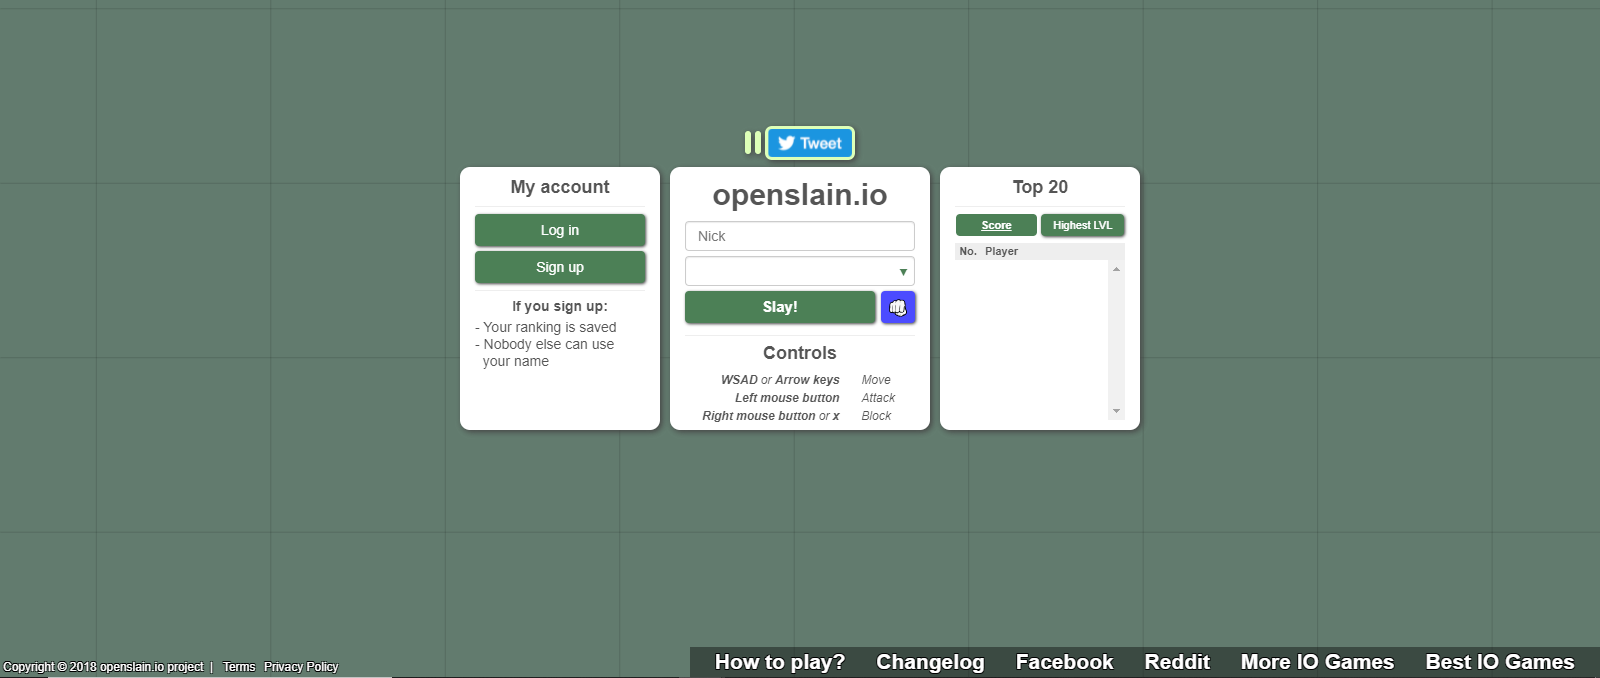 Tweet
My account
Log in
Sign up
If you sign up:
- Your ranking is saved
- Nobody else can use
your name
openslain.io
Nick
Slay!
Controls
WSAD or Arrow keys Move
Left mouse button Attack
Right mouse button or x Block
Top 20
Score Highest LVL
No. Player
Copyright © 2018 openslain.io project | Terms Privacy Policy
How to play? Changelog Facebook Reddit More IO Games Best IO Games